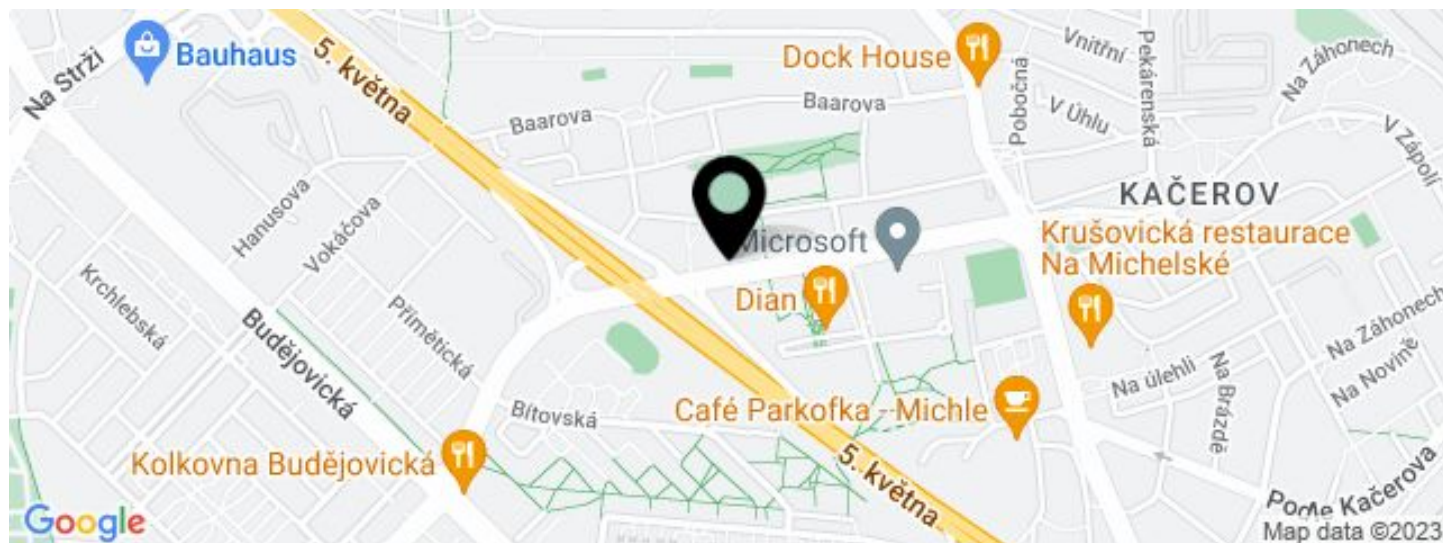 Bauhaus
Na Strži
5. května
Dock House
Vnitřní
Pekárenská
Na Záhonech
Pobočná
V Úhlu
V Zápolí
Baarova
Baarova
Hanusova
Vokáčova
KAČEROV
Microsoft
Krušovická restaurace
Na Michelské
Dian
Krchlebská
Budějovická
Přímětická
Na Záhonech
Na Novině
Na úlehli
Na Brázdě
Bítovská
Café Parkofka - Michle
Kolkovna Budějovická
5. května
Podle Kačerova
Google
Map data ©2023